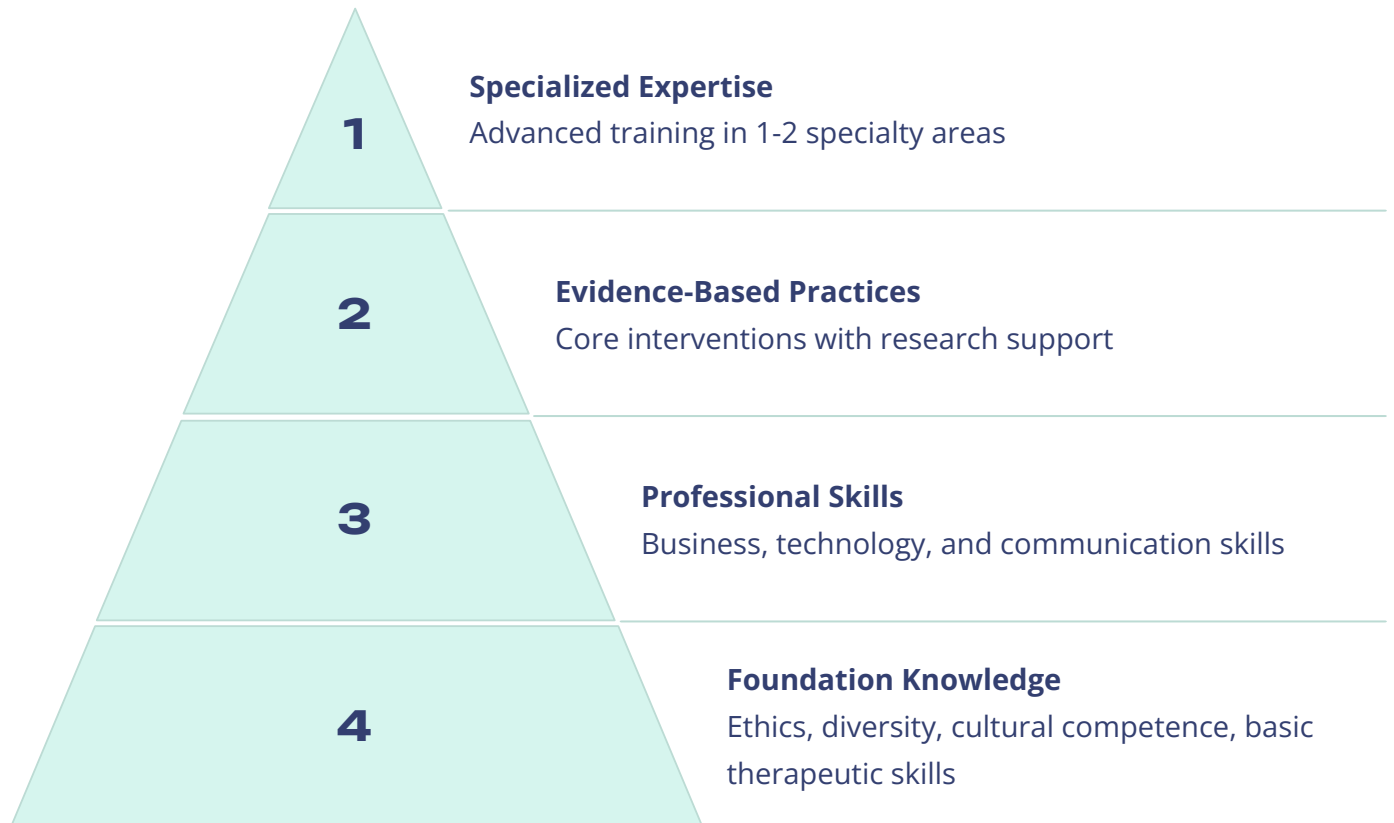 1
Specialized Expertise
Advanced training in 1-2 specialty areas
2
Evidence-Based Practices
Core interventions with research support
3
Professional Skills
Business, technology, and communication skills
4
Foundation Knowledge
Ethics, diversity, cultural competence, basic
therapeutic skills